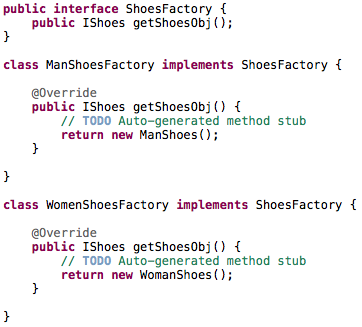 public interface ShoesFactory {
    public IShoes getShoesObj();
}

class ManShoesFactory implements ShoesFactory {

    @Override
    public IShoes getShoesObj() {
        // TODO Auto-generated method stub
        return new ManShoes();
    }

}

class WomenShoesFactory implements ShoesFactory {

    @Override
    public IShoes getShoesObj() {
        // TODO Auto-generated method stub
        return new WomanShoes();
    }

}